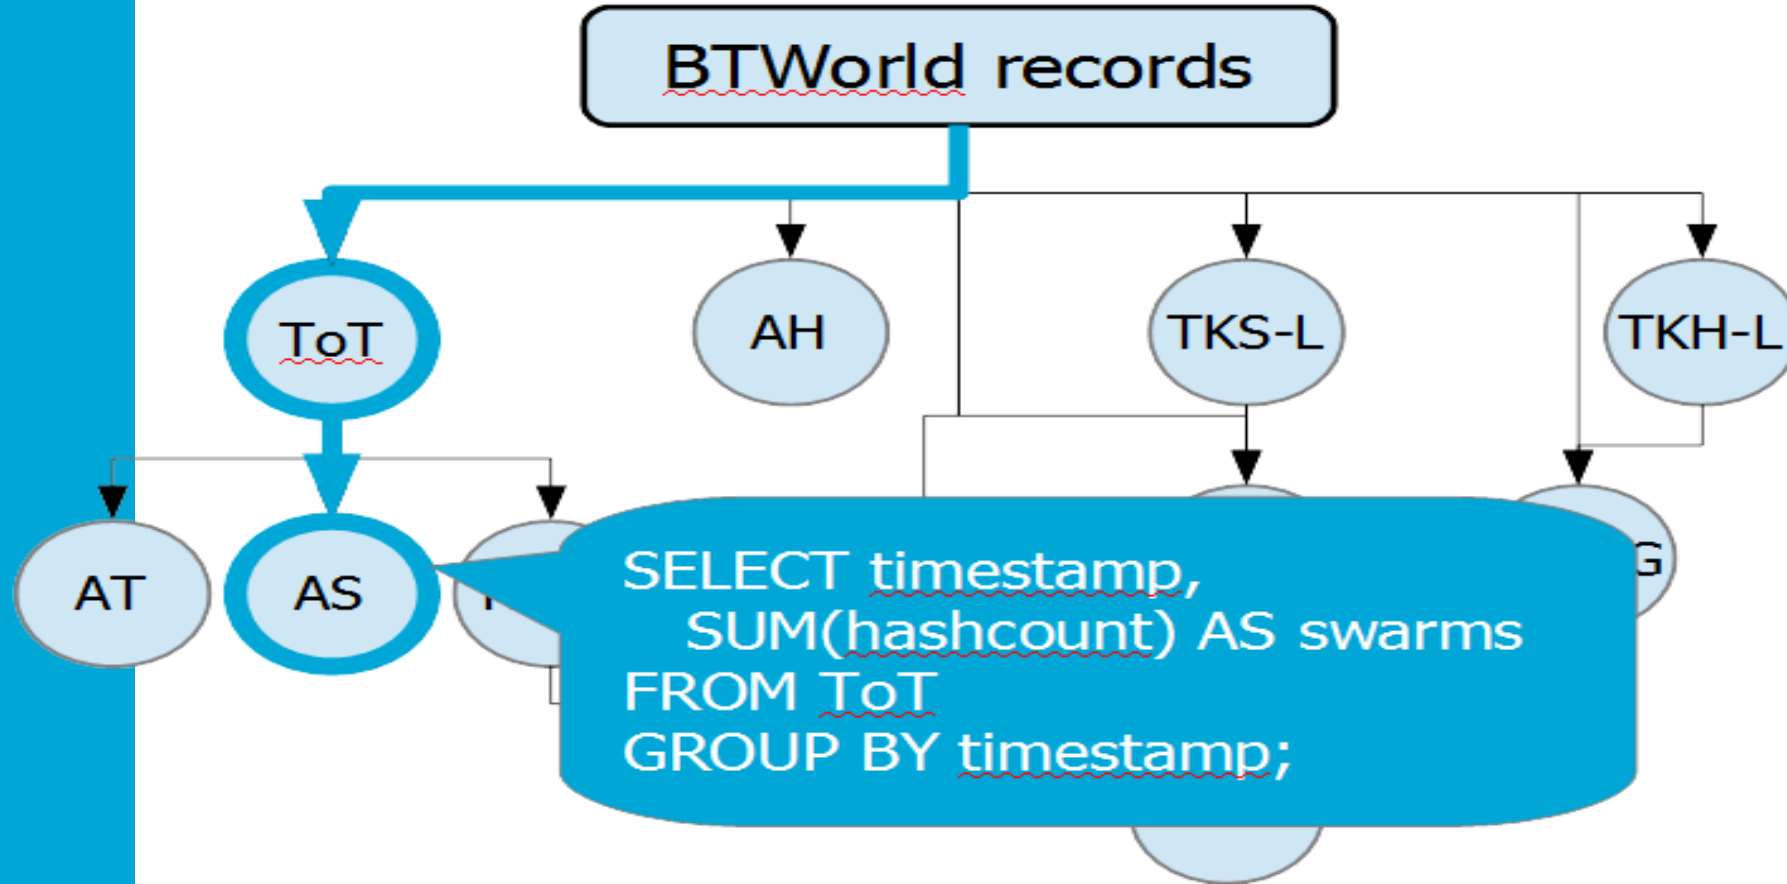 BTWorld records
ToT
AH
TKS-L
TKH-L
AT
AS
G
SELECT timestamp,
SUM(hashcount) AS swarms
FROM ToT
GROUP BY timestamp;